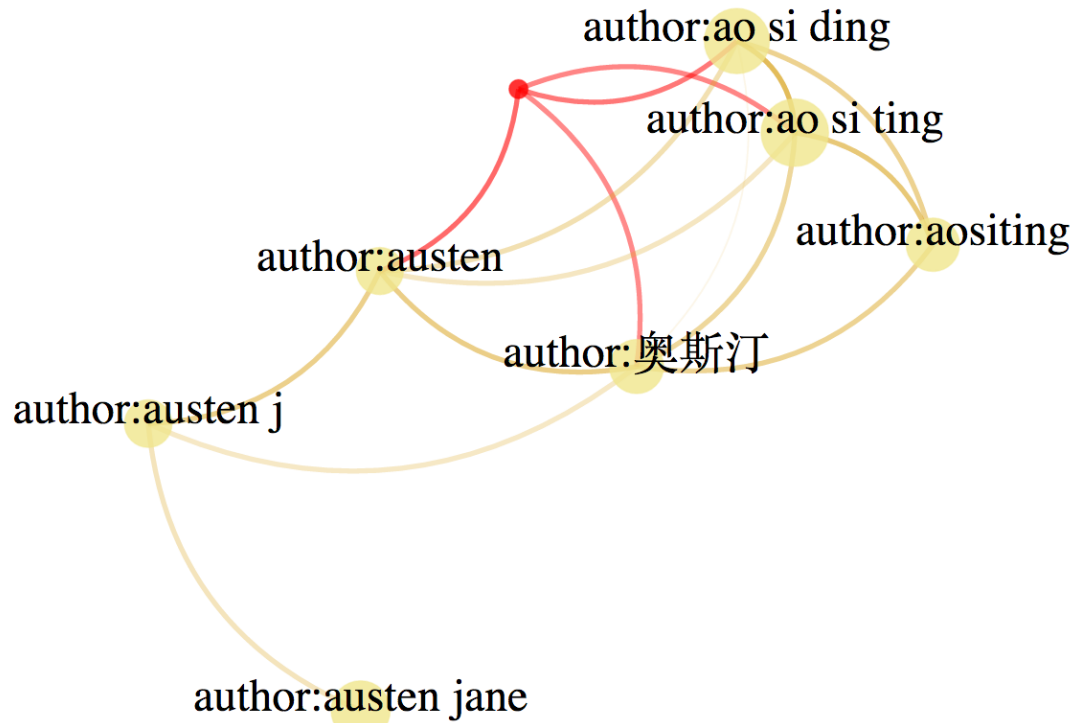 author:ao si ding
author:ao si ting
author:aositing
author:austen
author:奥斯汀
author:austen j
author:austen jane